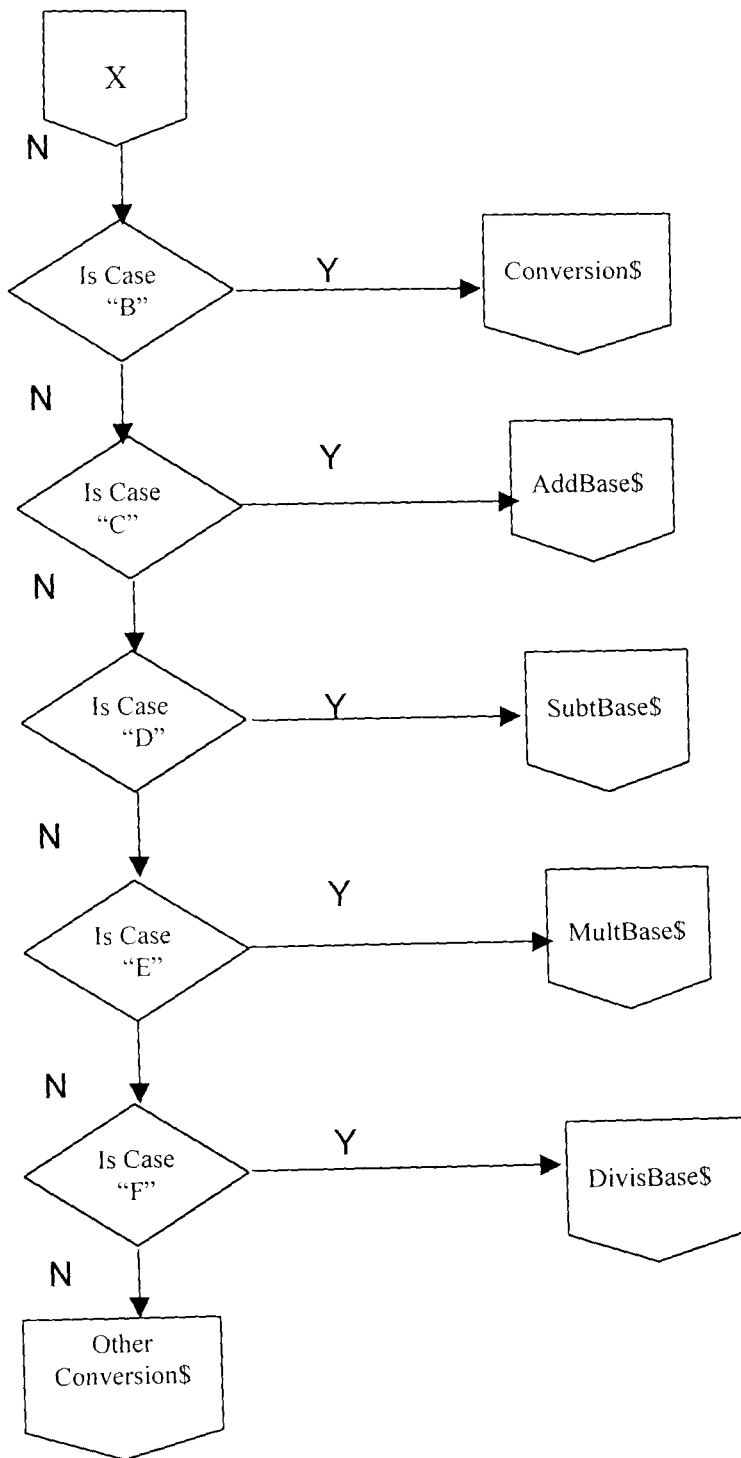 X
N
Is Case
“B”
Y
Conversion$
N
Is Case
“C”
Y
AddBase$
N
Is Case
“D”
Y
SubtBase$
N
Is Case
“E”
Y
MultBase$
N
Is Case
“F”
Y
DivisBase$
N
Other
Conversion$